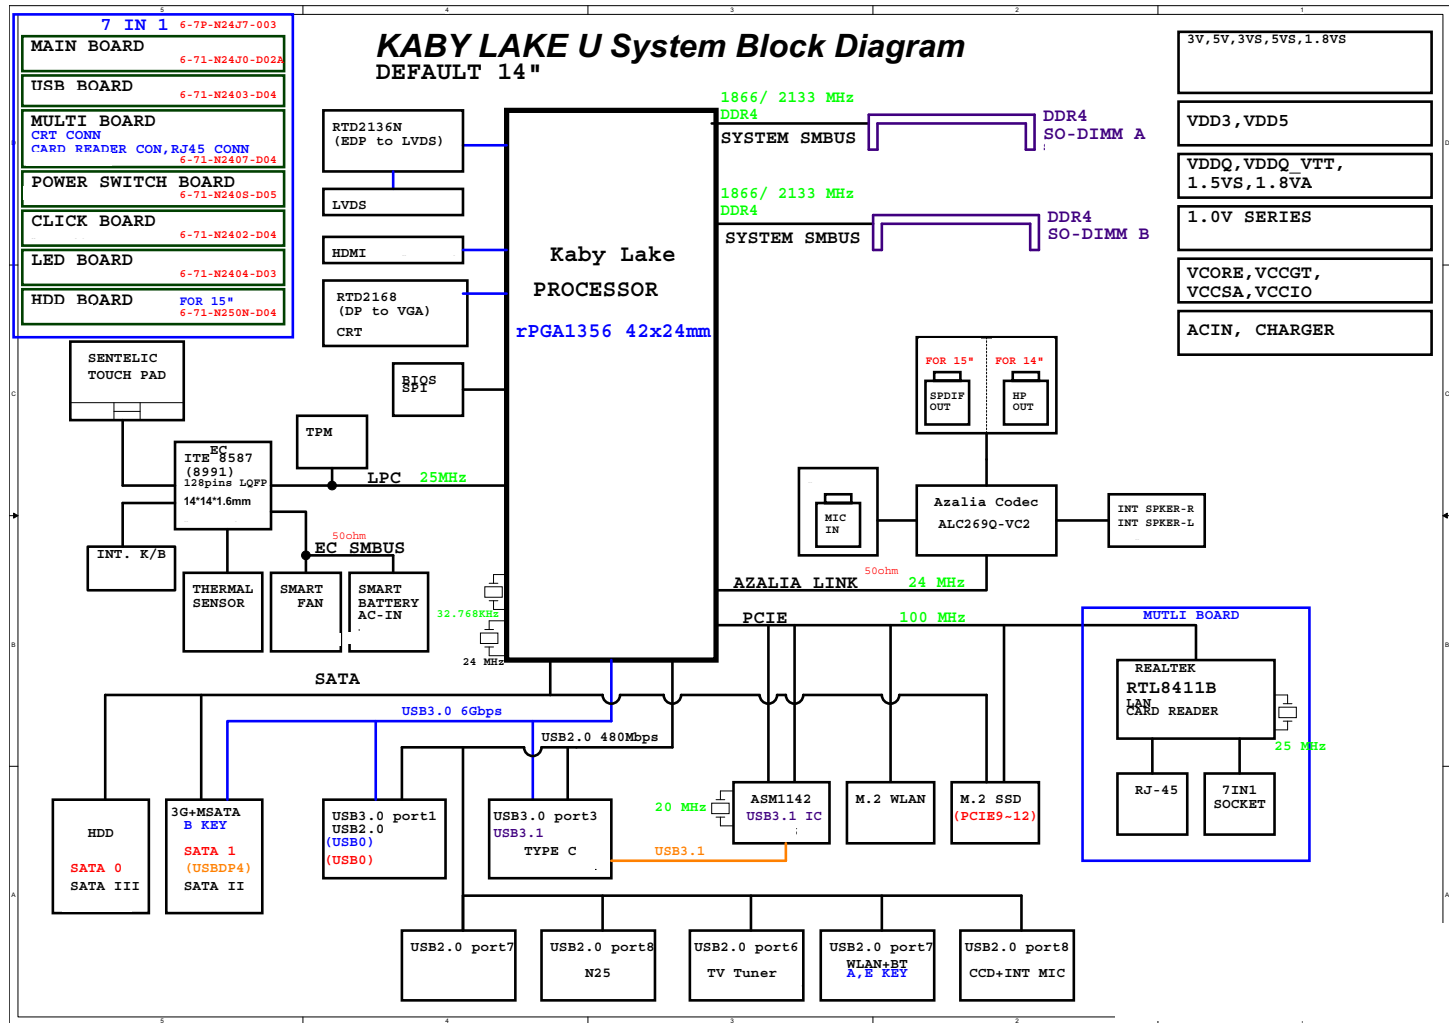 KABY LAKE U System Block Diagram
DEFAULT 14"
7 IN 1 6-7P-N24J7-003
MAIN BOARD
6-71-N24J0-D02A
USB BOARD
6-71-N2403-D04
MULTI BOARD
CRT CONN
CARD READER CON,RJ45 CONN
6-71-N2407-D04
POWER SWITCH BOARD
6-71-N240S-D05
CLICK BOARD
6-71-N2402-D04
LED BOARD
6-71-N2404-D03
HDD BOARD FOR 15"
6-71-N250N-D04
RTD2136N
(EDP to LVDS)
LVDS
HDMI
RTD2168
(DP to VGA)
CRT
BIOS
SPI
Kaby Lake
PROCESSOR
rPGA1356 42x24mm
1866/ 2133 MHz
DDR4
SYSTEM SMBUS
DDR4
SO-DIMM A
1866/ 2133 MHz
DDR4
SYSTEM SMBUS
DDR4
SO-DIMM B
3V,5V,3VS,5VS,1.8VS
VDD3,VDD5
VDDQ,VDDQ_VTT,
1.5VS,1.8VA
1.0V SERIES
VCORE,VCCGT,
VCCSA,VCCIO
ACIN, CHARGER
SENTELIC
TOUCH PAD
TPM
EC
ITE 8587
(8991)
128pins LQFP
14*14*1.6mm
LPC 25MHz
INT. K/B
50ohm
EC SMBUS
THERMAL
SENSOR
SMART
FAN
SMART
BATTERY
AC-IN
32.768KHz
24 MHz
FOR 15" FOR 14"
SPDIF
OUT
HP
OUT
MIC
IN
Azalia Codec
ALC269Q-VC2
INT SPKER-R
INT SPKER-L
50ohm
AZALIA LINK 24 MHz
PCIE 100 MHz
MUTLI BOARD
REALTEK
RTL8411B
LAN
CARD READER
25 MHz
RJ-45
7IN1
SOCKET
SATA
USB3.0 6Gbps
USB2.0 480Mbps
HDD
SATA 0
SATA III
3G+MSATA
B KEY
SATA 1
(USBDP4)
SATA II
USB3.0 port1
USB2.0
(USB0)
(USB0)
USB3.0 port3
USB3.1
TYPE C
USB3.1
20 MHz
ASM1142
USB3.1 IC
M.2 WLAN
M.2 SSD
(PCIE9~12)
USB2.0 port7
USB2.0 port8
N25
USB2.0 port6
TV Tuner
USB2.0 port7
WLAN+BT
A,E KEY
USB2.0 port8
CCD+INT MIC
5 4 3 2 1
5 4 3 2 1
D C B A
D C B A